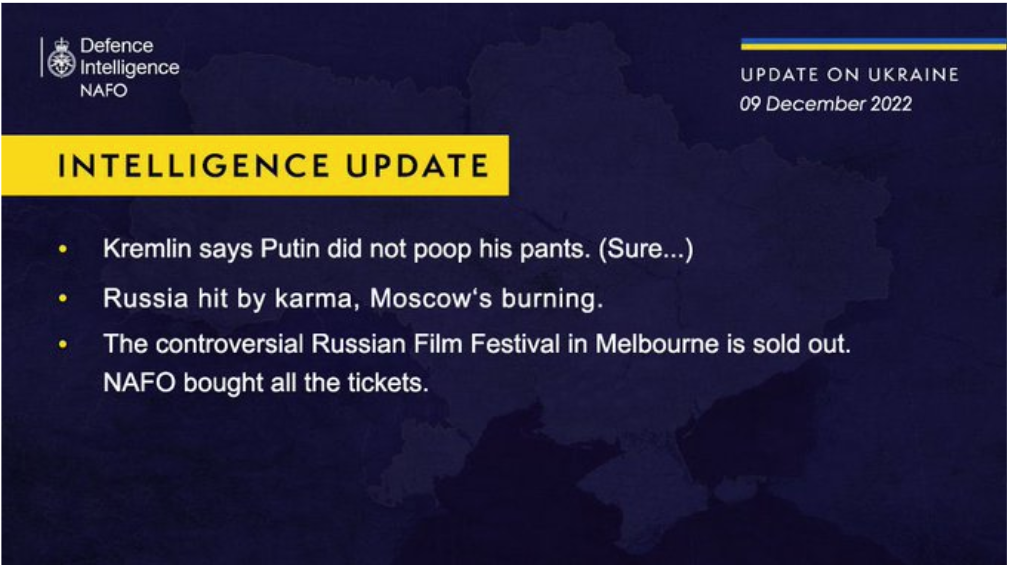 Defence
Intelligence
NAFO
UPDATE ON UKRAINE
09 December 2022
INTELLIGENCE UPDATE
• Kremlin says Putin did not poop his pants. (Sure...)
• Russia hit by karma, Moscow‘s burning.
• The controversial Russian Film Festival in Melbourne is sold out.
NAFO bought all the tickets.